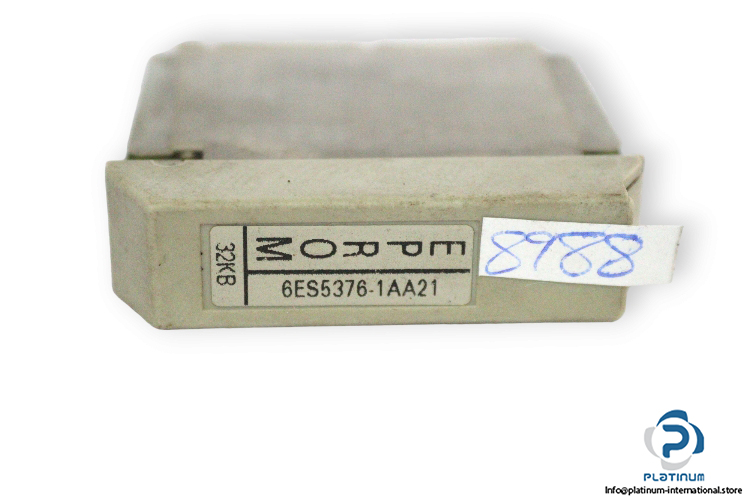 EPROM
32KB
6ES5376-1AA21
8988
PLATINUM
Info@platinum-international.store